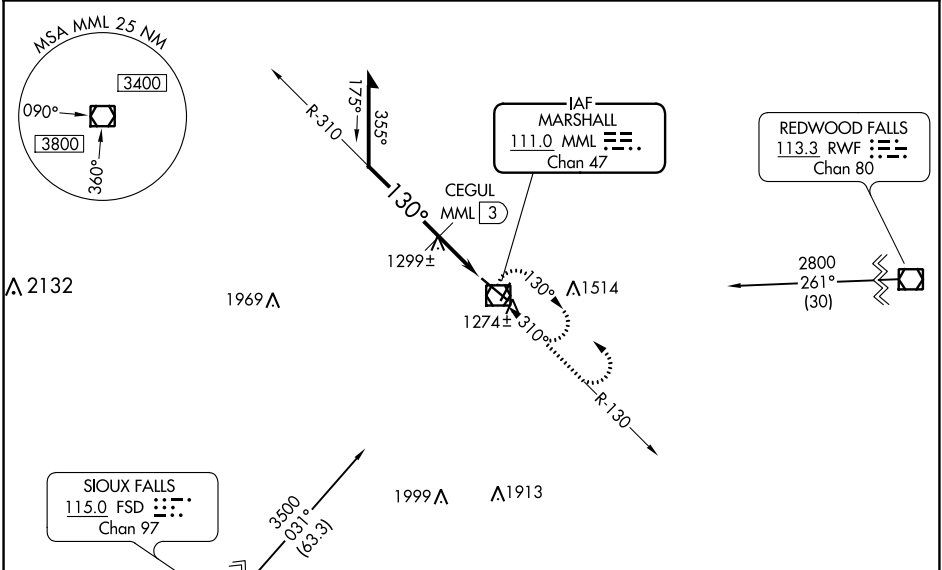 MSA MML 25 NM
3400
090°
3800
360°
R-310
175°
355°
130°
CEGUL
MML 3
1299±
IAF
MARSHALL
111.0 MML
Chan 47
REDWOOD FALLS
113.3 RWF
Chan 80
2800
261°
(30)
2132
1969
1274±
130°
310°
1514
R-130
SIOUX FALLS
115.0 FSD
Chan 97
3500
031°
(63.3)
1999
1913